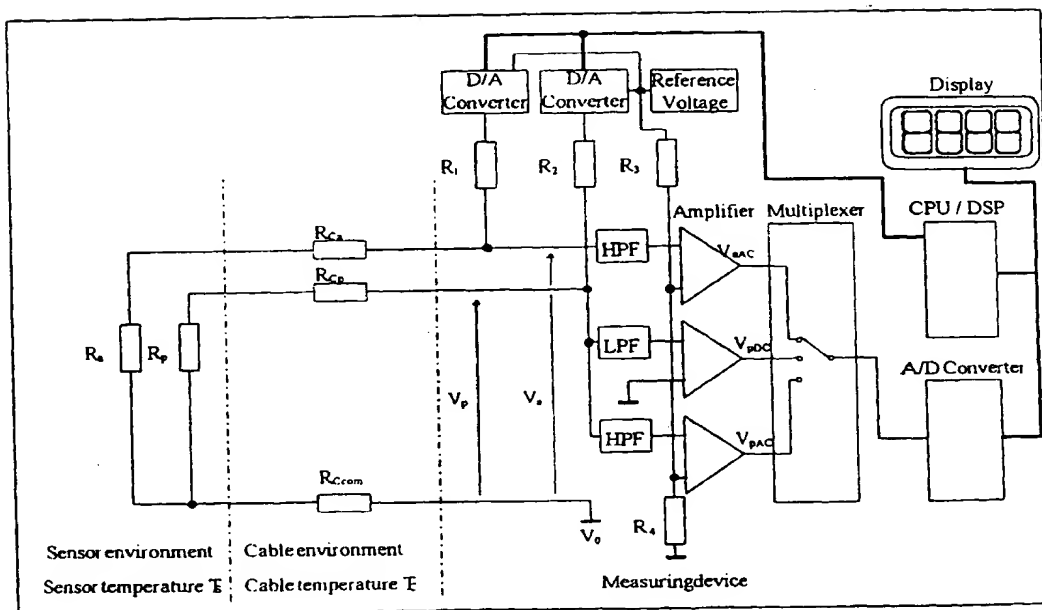 D/A
Converter
D/A
Converter
Reference
Voltage
Display
R1
R2
R3
Amplifier
Multiplexer
CPU / DSP
RCa
HPF
VaAC
RCp
Ra
Rp
LPF
VpDC
A/D Converter
Vp
Va
HPF
VpAC
RCcom
R4
V0
Sensor environment
Cable environment
Sensor temperature Ts
Cable temperature T
Measuringdevice